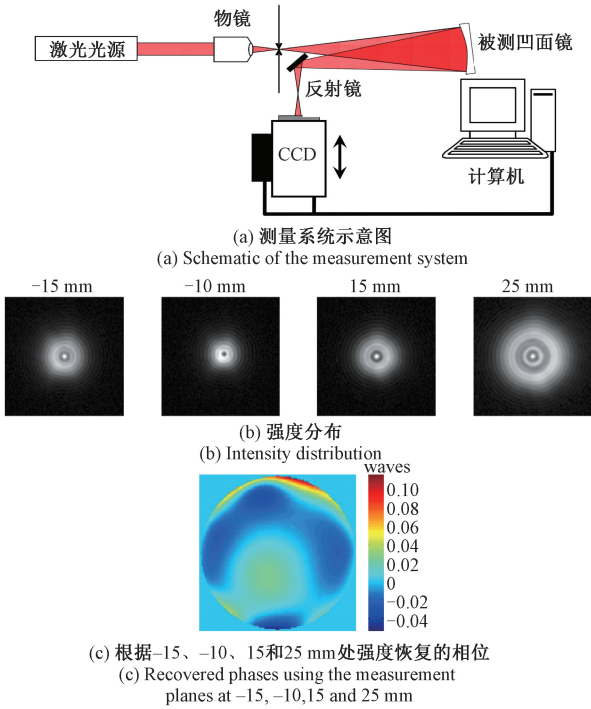 物镜
激光光源
被测凹面镜
反射镜
CCD
计算机
(a) 测量系统示意图
(a) Schematic of the measurement system
−15 mm −10 mm 15 mm 25 mm
(b) 强度分布
(b) Intensity distribution
waves
0.10
0.08
0.06
0.04
0.02
0
−0.02
−0.04
(c) 根据–15、–10、15和25 mm处强度恢复的相位
(c) Recovered phases using the measurement
planes at –15, –10,15 and 25 mm